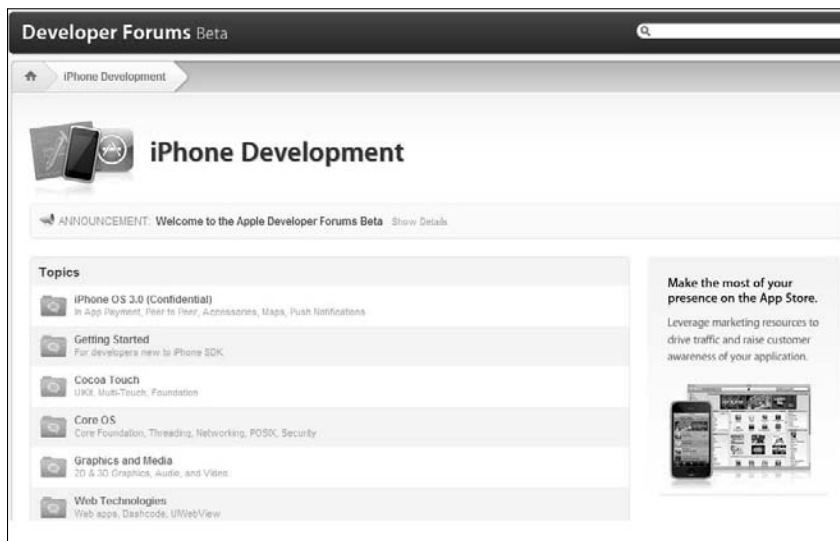 Developer Forums Beta
iPhone Development
iPhone Development
ANNOUNCEMENT: Welcome to the Apple Developer Forums Beta Show Details
Topics
iPhone OS 3.0 (Confidential)
In App Payment, Peer to Peer, Accessories, Maps, Push Notifications
Getting Started
For developers new to iPhone SDK
Cocoa Touch
UIKit, Multi-Touch, Foundation
Core OS
Core Foundation, Threading, Networking, POSIX, Security
Graphics and Media
2D & 3D Graphics, Audio, and Video
Web Technologies
Web apps, Dashcode, UIWebView
Make the most of your
presence on the App Store.
Leverage marketing resources to
drive traffic and raise customer
awareness of your application.